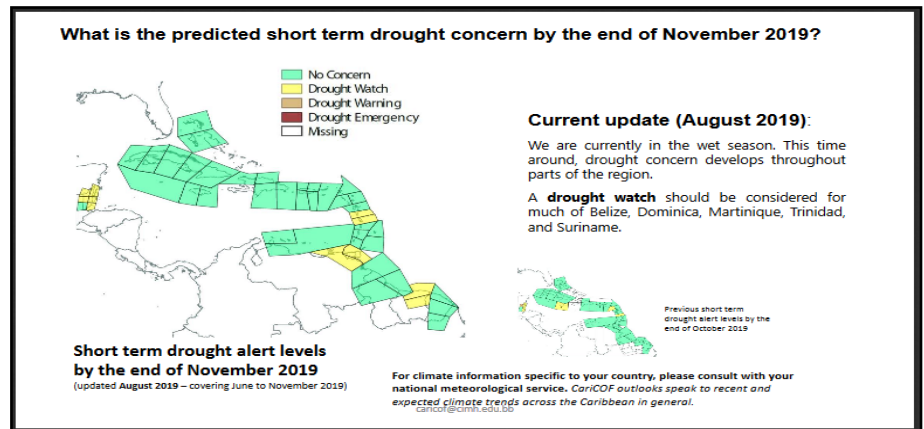 What is the predicted short term drought concern by the end of November 2019?
No Concern
Drought Watch
Drought Warning
Drought Emergency
Missing
Current update (August 2019):
We are currently in the wet season. This time
around, drought concern develops throughout
parts of the region.
A drought watch should be considered for
much of Belize, Dominica, Martinique, Trinidad,
and Suriname.
Previous short term
drought alert levels by the
end of October 2019
Short term drought alert levels
by the end of November 2019
(updated August 2019 – covering June to November 2019)
For climate information specific to your country, please consult with your
national meteorological service. CariCOF outlooks speak to recent and
expected climate trends across the Caribbean in general.
caricof@cimh.edu.bb